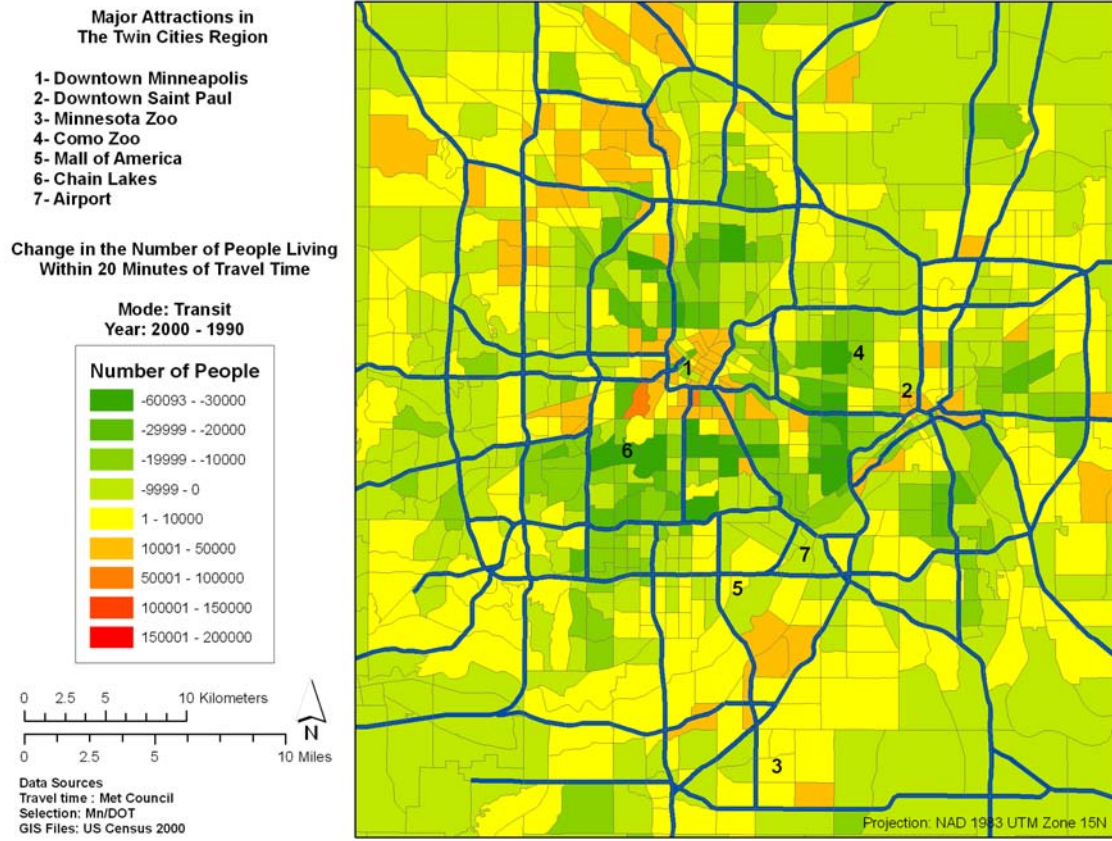 Major Attractions in
The Twin Cities Region
1- Downtown Minneapolis
2- Downtown Saint Paul
3- Minnesota Zoo
4- Como Zoo
5- Mall of America
6- Chain Lakes
7- Airport
Change in the Number of People Living
Within 20 Minutes of Travel Time
Mode: Transit
Year: 2000 - 1990
Number of People
-60093 - -30000
-29999 - -20000
-19999 - -10000
-9999 - 0
1 - 10000
10001 - 50000
50001 - 100000
100001 - 150000
150001 - 200000
0 2.5 5 10 Kilometers
0 2.5 5 10 Miles
N
Data Sources
Travel time : Met Council
Selection: Mn/DOT
GIS Files: US Census 2000
4
1
2
6
7
5
3
Projection: NAD 1983 UTM Zone 15N